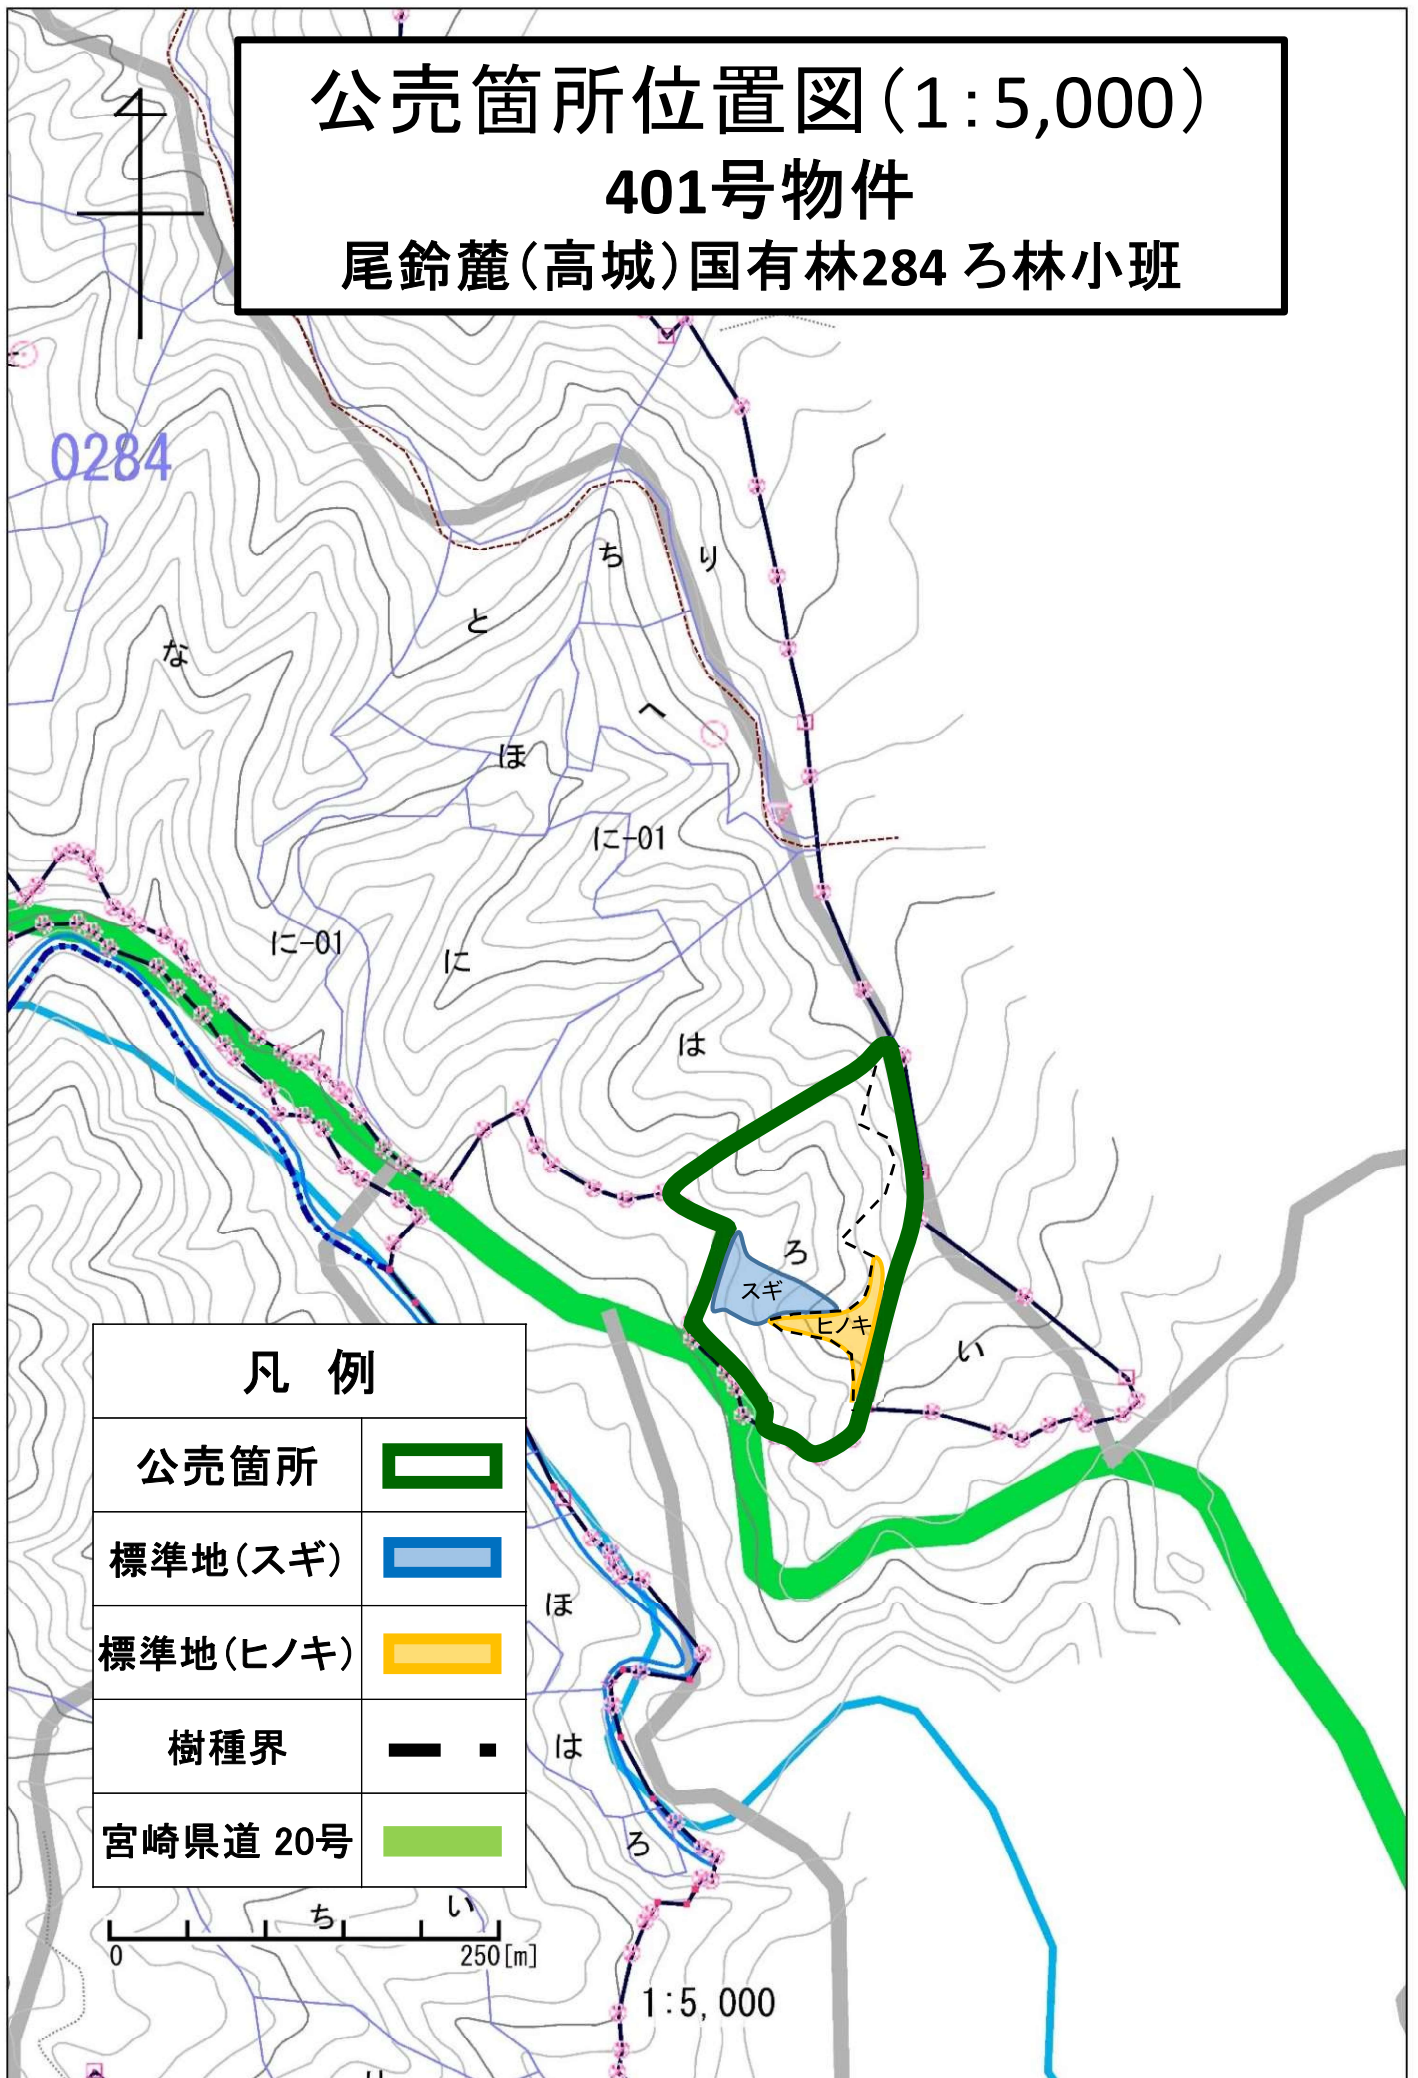 公売箇所位置図（1:5,000）
401号物件
尾鈴麓（高城）国有林284 ろ林小班
0284
ち
り
と
な
へ
ほ
に-01
に-01
に
は
ろ
スギ
ヒノキ
い
凡 例
公売箇所
標準地（スギ）
標準地（ヒノキ）
樹種界
宮崎県道 20号
ほ
は
ろ
い
ち
0
250[m]
1:5,000